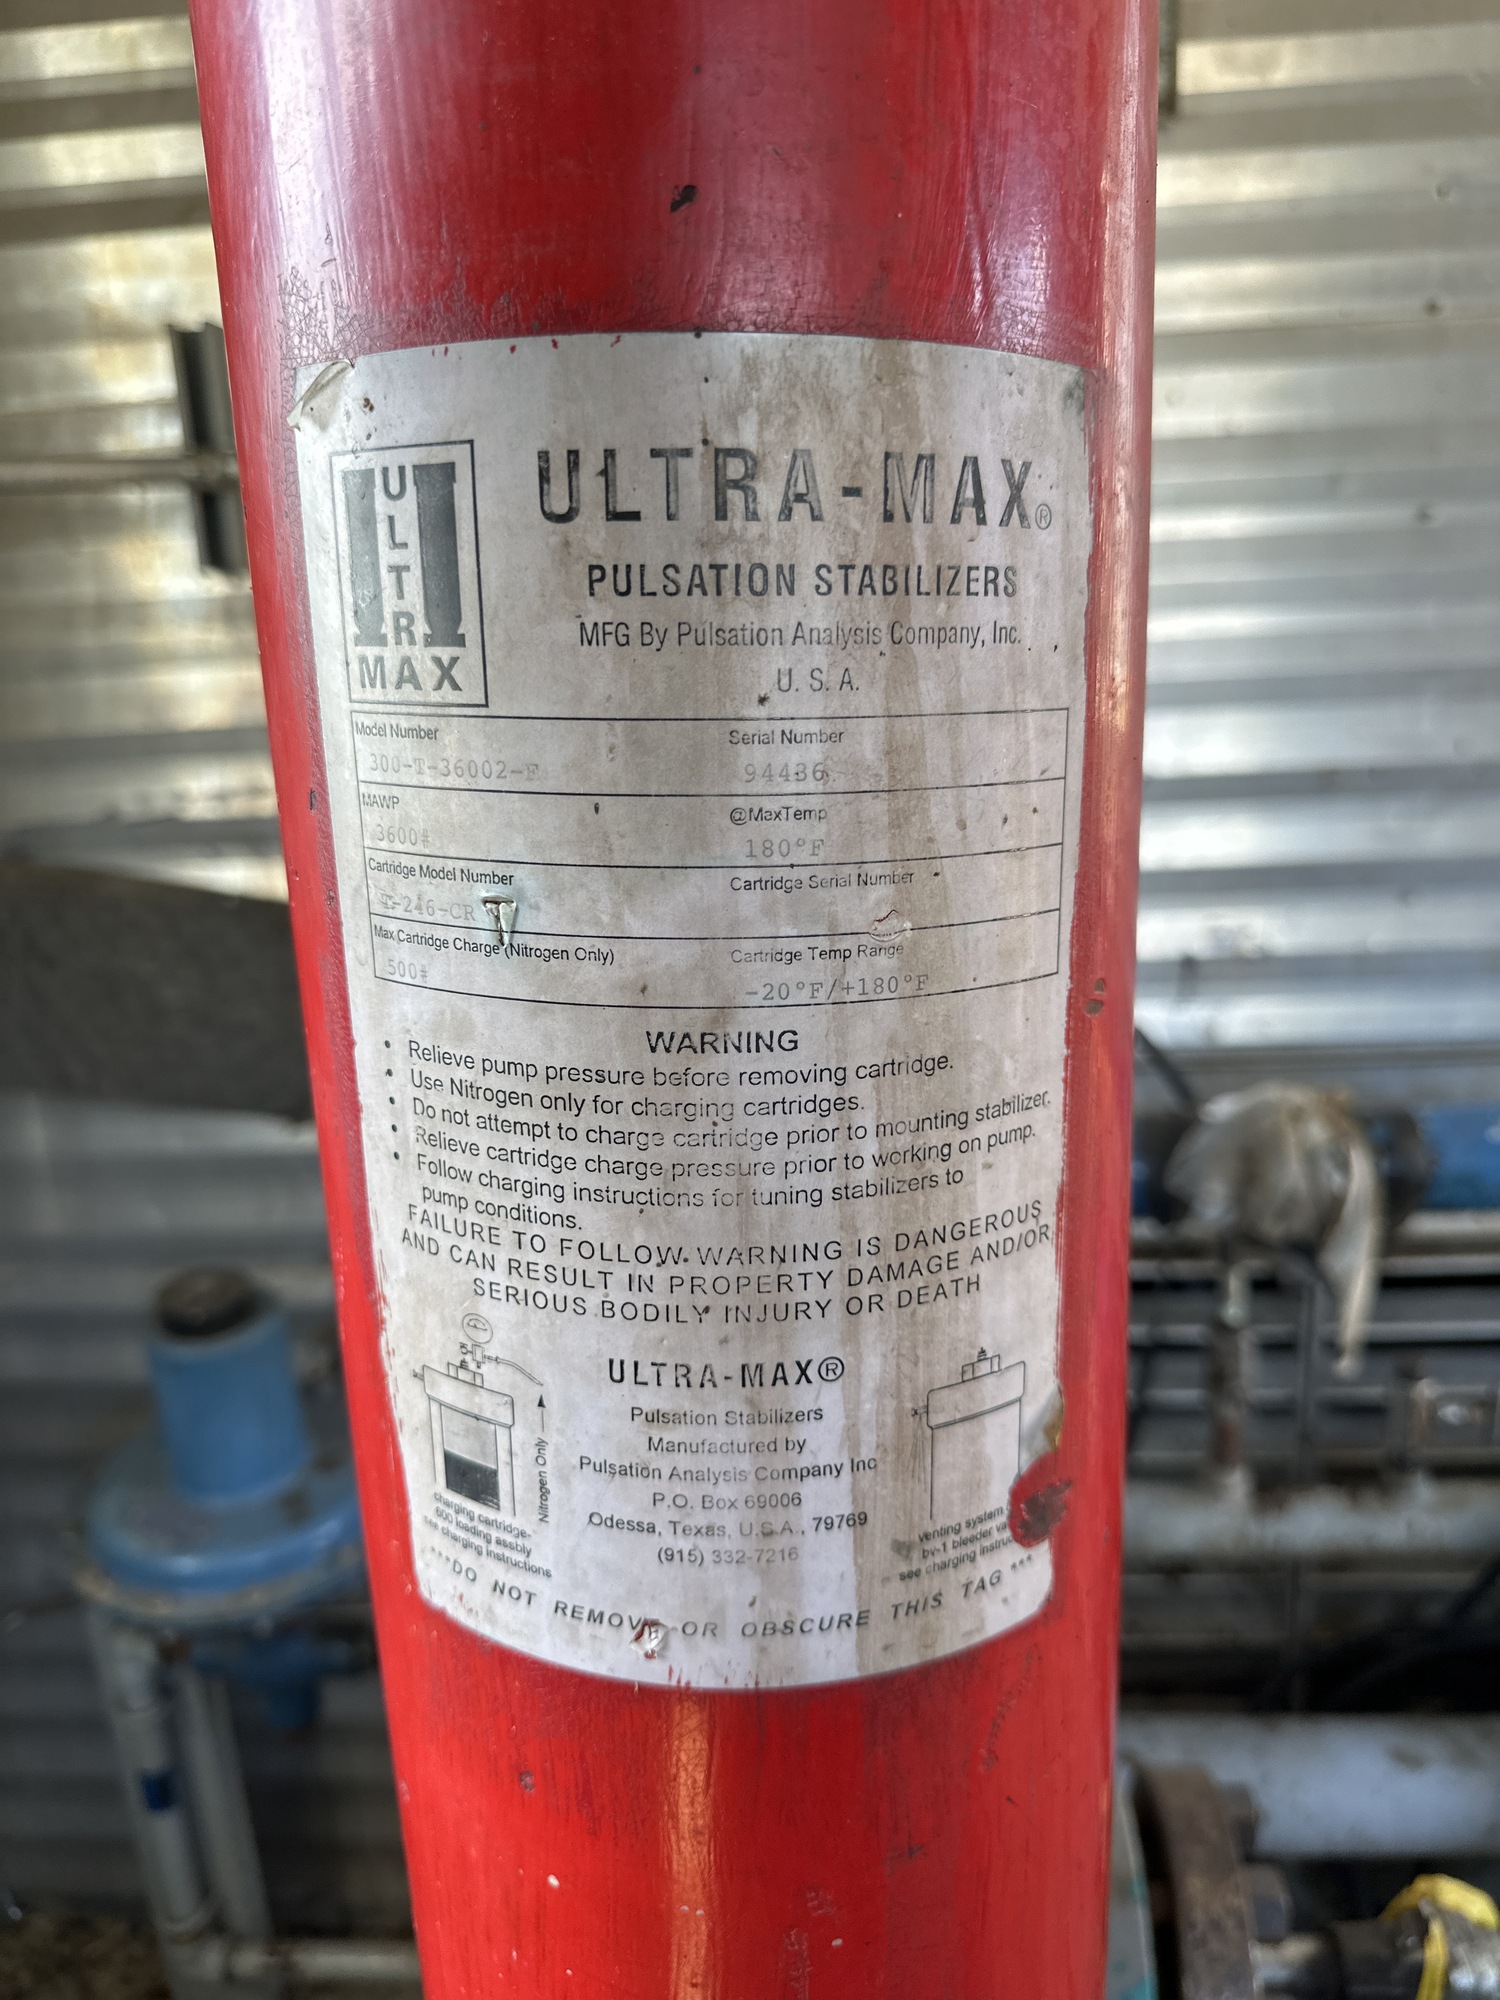 ULTRA MAX
ULTRA-MAX®
PULSATION STABILIZERS
MFG By Pulsation Analysis Company, Inc.
U. S. A.
Model Number Serial Number
300-T-36002-F 94436
MAWP @MaxTemp
3600# 180°F
Cartridge Model Number Cartridge Serial Number
T-246-CR
Max Cartridge Charge (Nitrogen Only) Cartridge Temp Range
500# -20°F/+180°F
WARNING
• Relieve pump pressure before removing cartridge.
• Use Nitrogen only for charging cartridges.
• Do not attempt to charge cartridge prior to mounting stabilizer.
• Relieve cartridge charge pressure prior to working on pump.
• Follow charging instructions for tuning stabilizers to
pump conditions.
FAILURE TO FOLLOW WARNING IS DANGEROUS
AND CAN RESULT IN PROPERTY DAMAGE AND/OR
SERIOUS BODILY INJURY OR DEATH
Nitrogen Only
charging cartridge-
600 loading assbly
see charging instructions
ULTRA-MAX®
Pulsation Stabilizers
Manufactured by
Pulsation Analysis Company Inc
P.O. Box 69006
Odessa, Texas, U.S.A., 79769
(915) 332-7216
venting system
bv-1 bleeder
see charging
***DO NOT REMOVE OR OBSCURE THIS TAG***